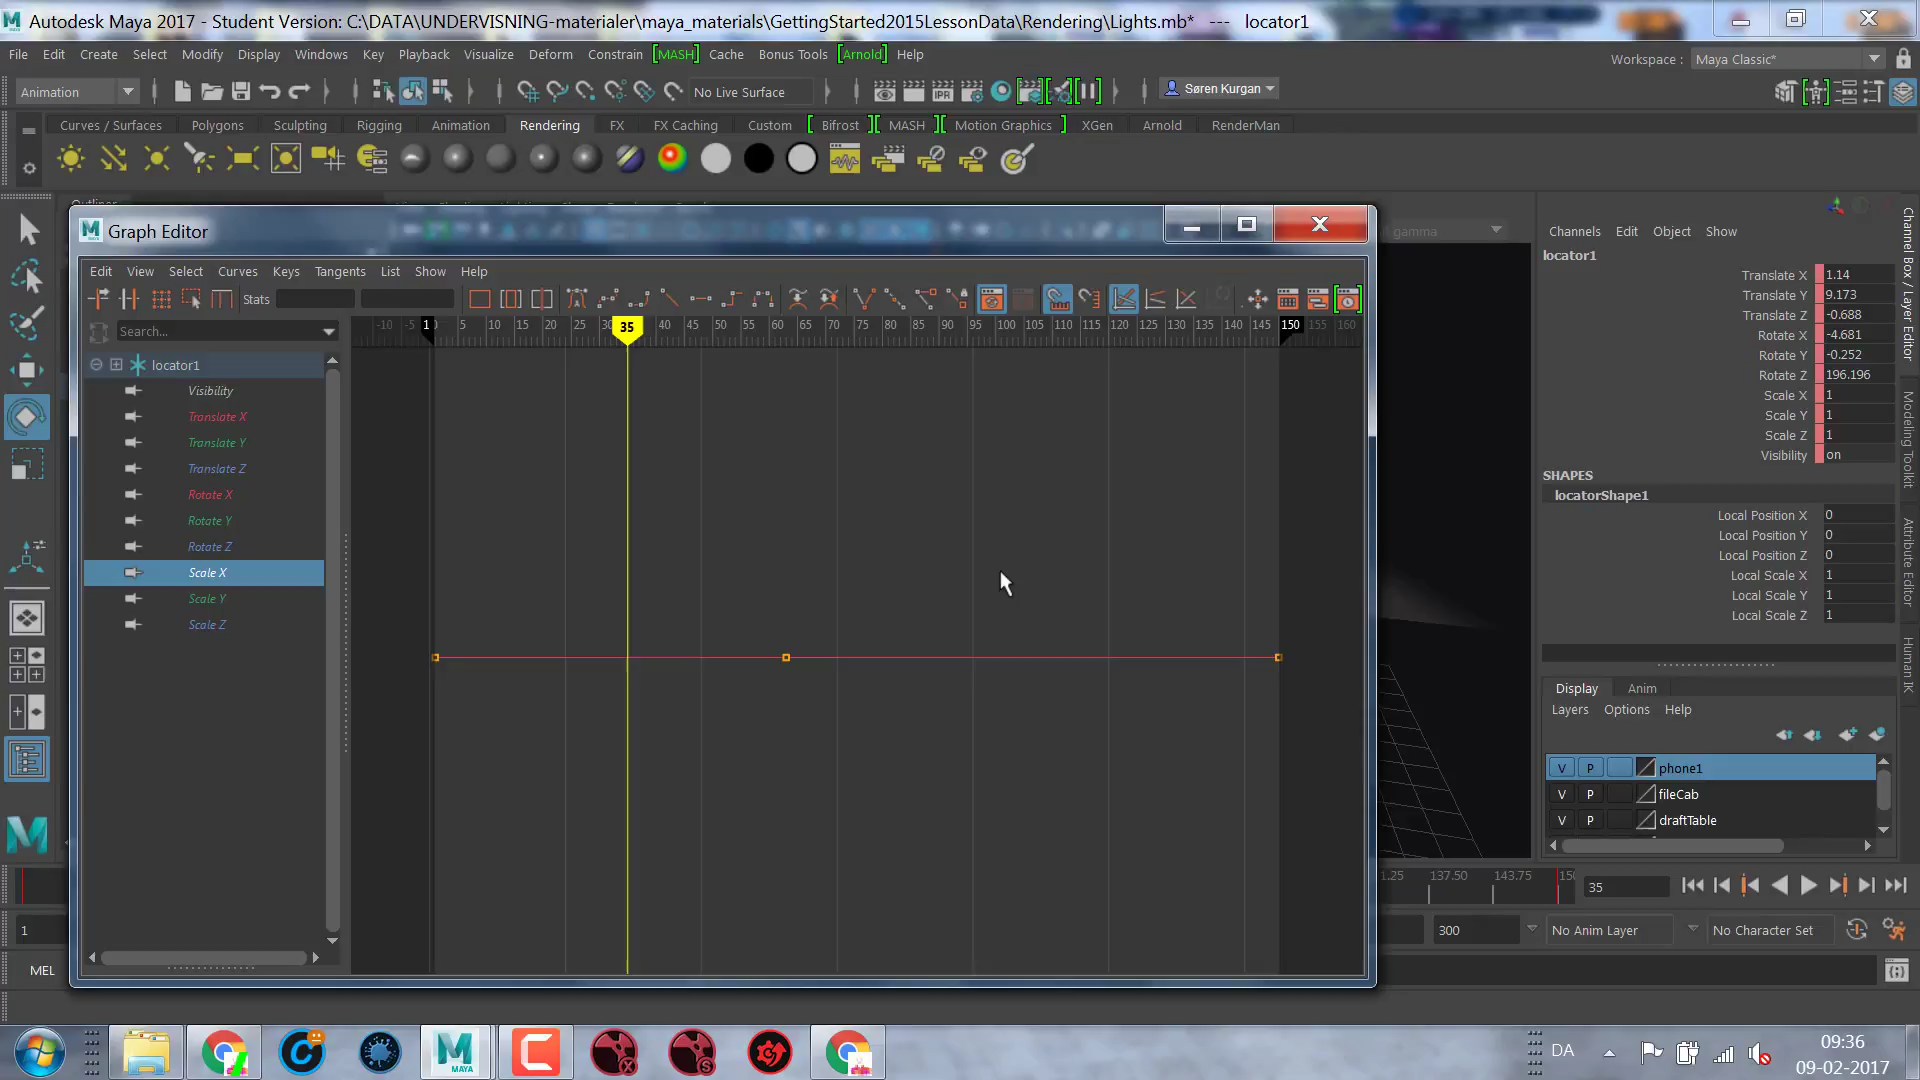 Autodesk Maya 2017 - Student Version: C:\DATA\UNDERVISNING-materialer\maya_materials\GettingStarted2015LessonData\Rendering\Lights.mb*   ---   locator1
File Edit Create Select Modify Display Windows Key Playback Visualize Deform Constrain [MASH] Cache Bonus Tools [Arnold] Help
Workspace : Maya Classic*
Animation
No Live Surface
IPR
Søren Kurgan
Curves / Surfaces Polygons Sculpting Rigging Animation Rendering FX FX Caching Custom [ Bifrost ] [ MASH ] [ Motion Graphics ] XGen Arnold RenderMan
Graph Editor
gamma
Channels Edit Object Show
locator1
Translate X 1.14
Translate Y 9.173
Translate Z -0.688
Rotate X -4.681
Rotate Y -0.252
Rotate Z 196.196
Scale X 1
Scale Y 1
Scale Z 1
Visibility on
SHAPES
locatorShape1
Local Position X 0
Local Position Y 0
Local Position Z 0
Local Scale X 1
Local Scale Y 1
Local Scale Z 1
Channel Box / Layer Editor
Modeling Toolkit
Attribute Editor
Human IK
Edit View Select Curves Keys Tangents List Show Help
Stats
Search...
-10 -5 1 5 10 15 20 25 30 35 40 45 50 55 60 65 70 75 80 85 90 95 100 105 110 115 120 125 130 135 140 145 150 155 160
locator1
Visibility
Translate X
Translate Y
Translate Z
Rotate X
Rotate Y
Rotate Z
Scale X
Scale Y
Scale Z
Display Anim
Layers Options Help
V P phone1
V P fileCab
V P draftTable
1.25 137.50 143.75 150
35
1
300
No Anim Layer
No Character Set
MEL
MAYA
DA
09:36
09-02-2017